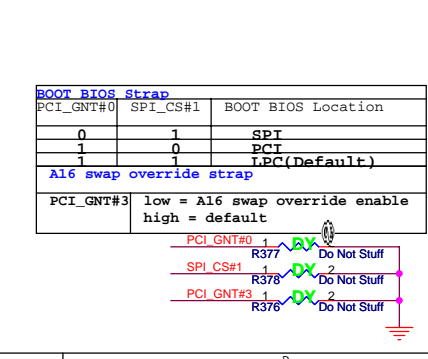 BOOT BIOS Strap
PCI_GNT#0 SPI_CS#1 BOOT BIOS Location
0 1 SPI
1 0 PCI
1 1 LPC(Default)
A16 swap override strap
PCI_GNT#3 low = A16 swap override enable
high = default
PCI_GNT#0 1 DY
R377 Do Not Stuff
SPI_CS#1 1 DY 2
R378 Do Not Stuff
PCI_GNT#3 1 DY 2
R376 Do Not Stuff